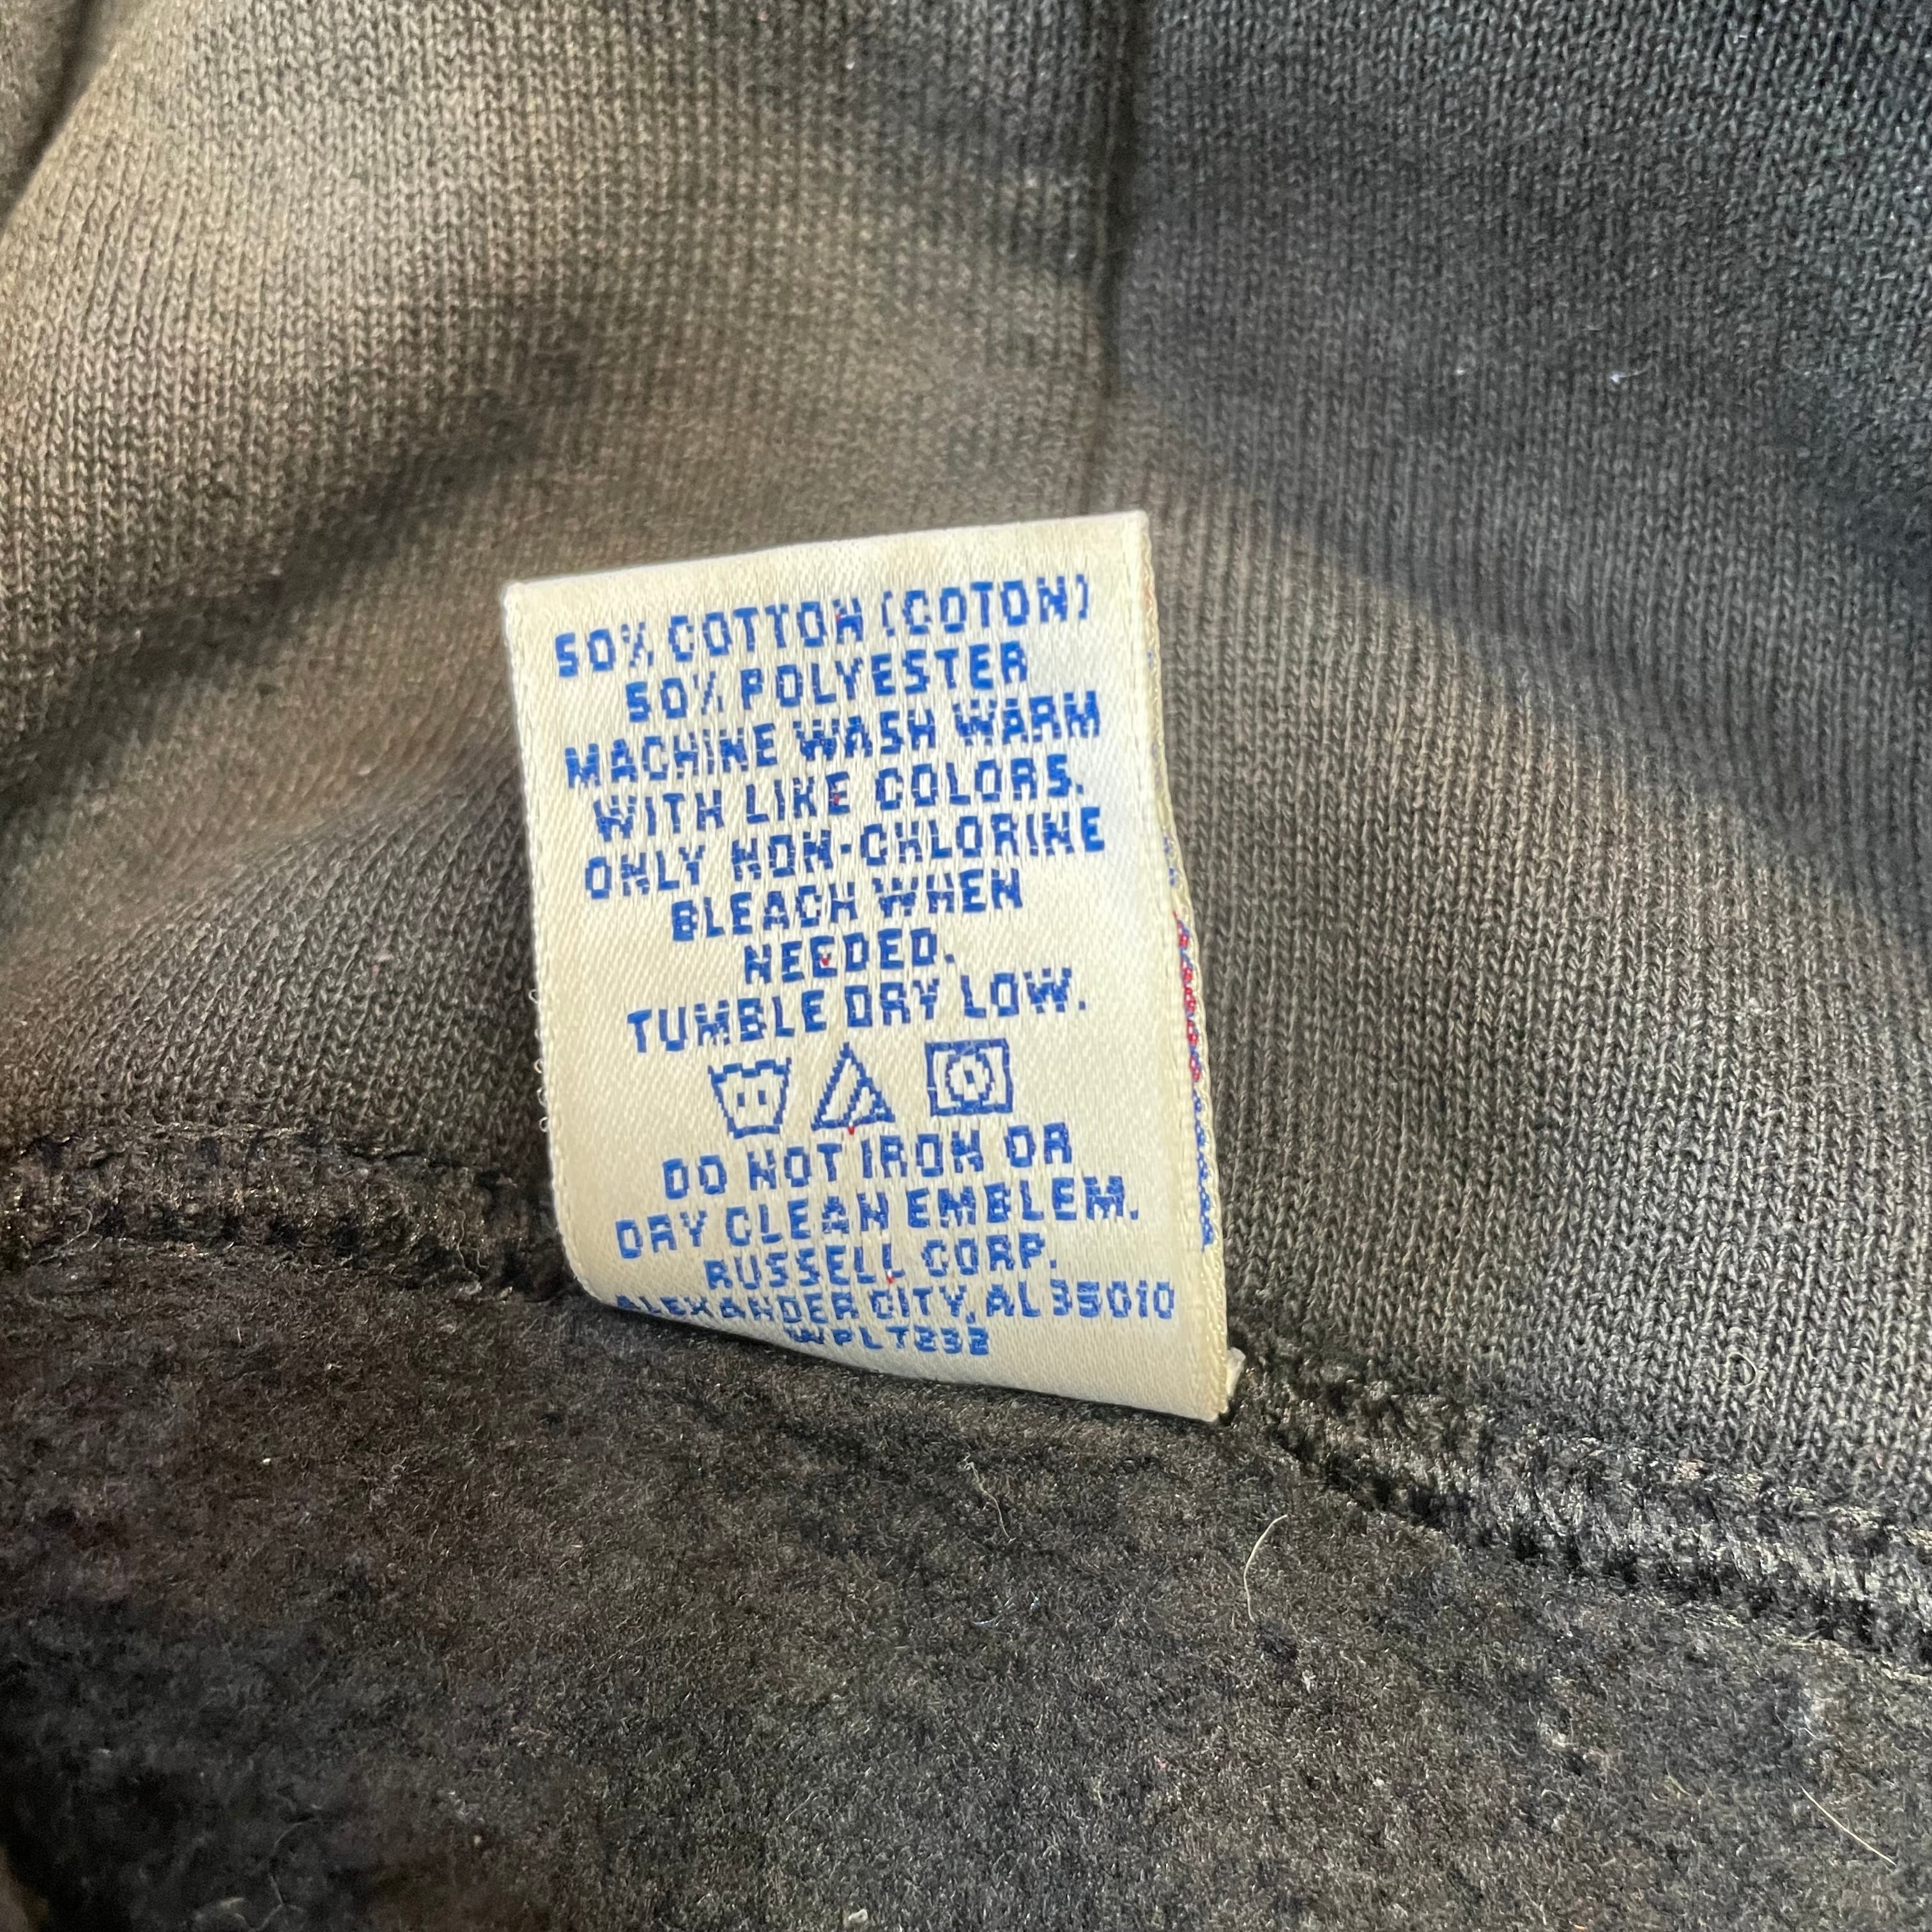 50% COTTON (COTON)
50% POLYESTER
MACHINE WASH WARM
WITH LIKE COLORS.
ONLY NON-CHLORINE
BLEACH WHEN
NEEDED.
TUMBLE DRY LOW.
DO NOT IRON OR
DRY CLEAN EMBLEM.
RUSSELL CORP.
ALEXANDER CITY, AL 35010
WPL7232